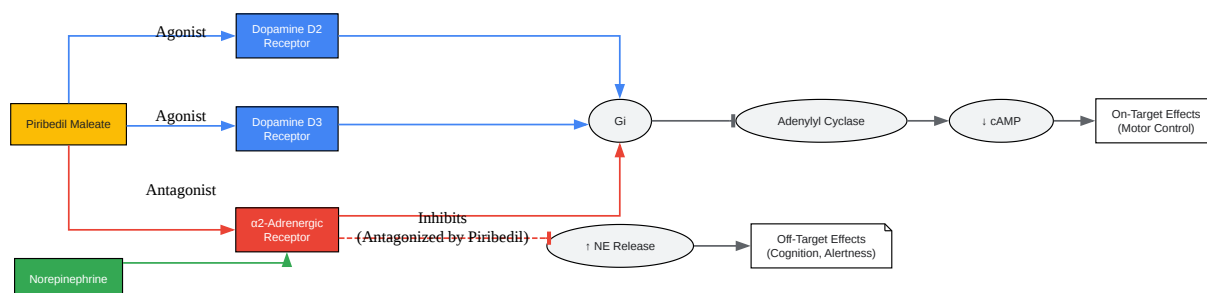 Agonist
Dopamine D2
Receptor
Piribedil Maleate
Agonist
Dopamine D3
Receptor
Gi
Adenylyl Cyclase
↓ cAMP
On-Target Effects
(Motor Control)
Antagonist
α2-Adrenergic
Receptor
Inhibits
(Antagonized by Piribedil)
↑ NE Release
Off-Target Effects
(Cognition, Alertness)
Norepinephrine